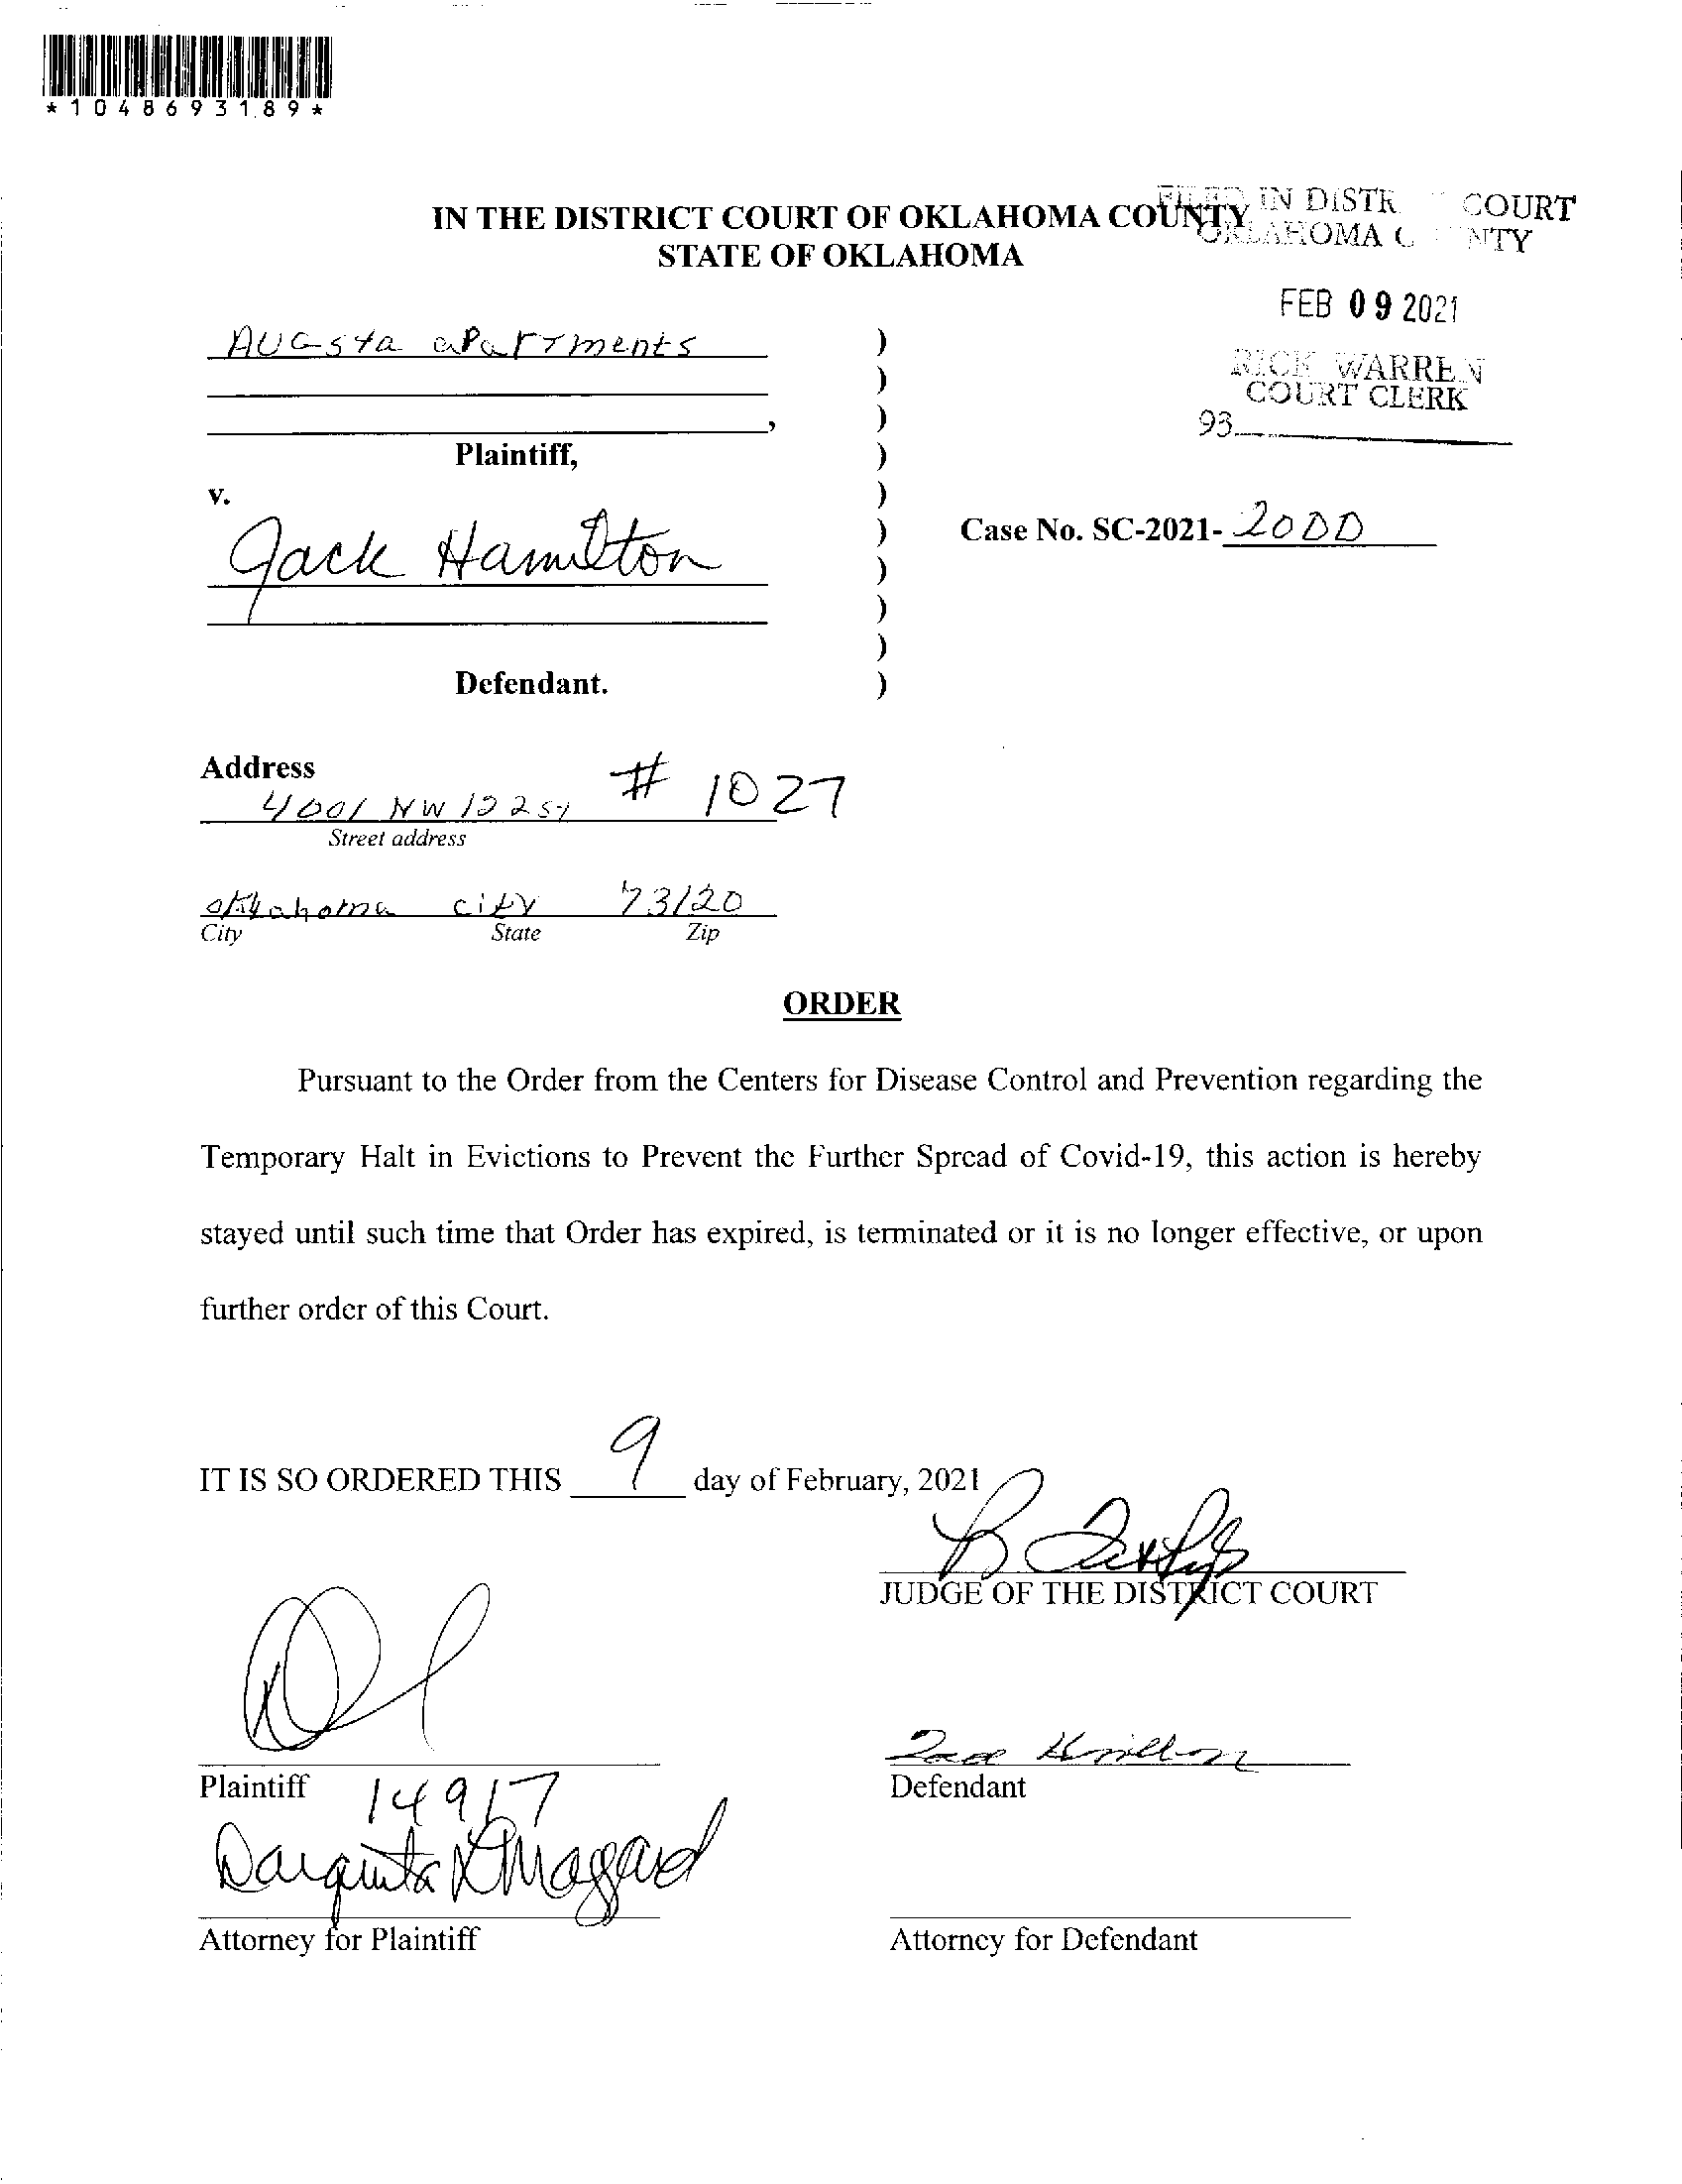 *1048693189*
IN THE DISTRICT COURT OF OKLAHOMA COUNTY
STATE OF OKLAHOMA
FILED IN DISTR COURT
OKLAHOMA C NTY
FEB 09 2021
RICK WARREN
COURT CLERK
93
AUGsta aPartments
)
)
, )
Plaintiff, )
v. )
Jack Hamilton ) Case No. SC-2021- 2000
)
)
)
Defendant. )
Address
4001 NW 122 st # 1027
Street address
oklahoma city 73120
City State Zip
ORDER
Pursuant to the Order from the Centers for Disease Control and Prevention regarding the
Temporary Halt in Evictions to Prevent the Further Spread of Covid-19, this action is hereby
stayed until such time that Order has expired, is terminated or it is no longer effective, or upon
further order of this Court.
IT IS SO ORDERED THIS 9 day of February, 2021
JUDGE OF THE DISTRICT COURT
Plaintiff Defendant
14917
Attorney for Plaintiff Attorney for Defendant